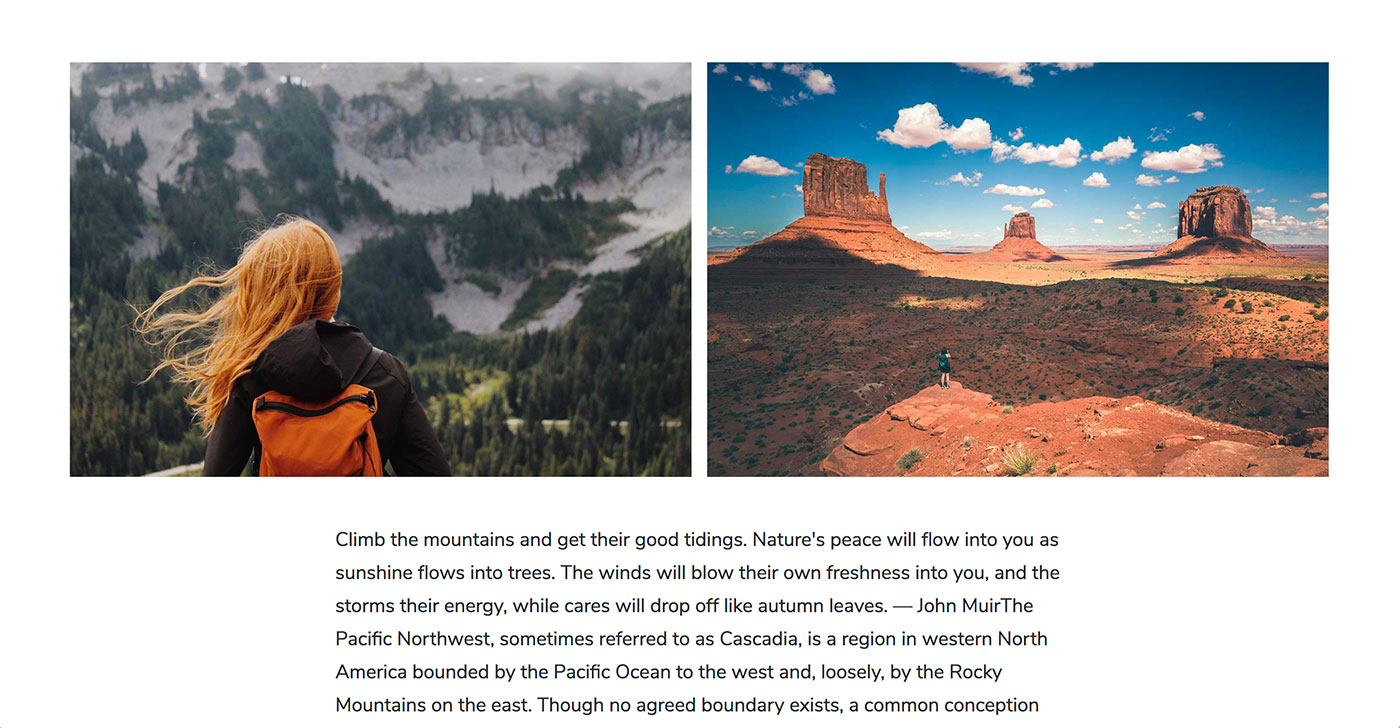 Climb the mountains and get their good tidings. Nature's peace will flow into you as
sunshine flows into trees. The winds will blow their own freshness into you, and the
storms their energy, while cares will drop off like autumn leaves. — John MuirThe
Pacific Northwest, sometimes referred to as Cascadia, is a region in western North
America bounded by the Pacific Ocean to the west and, loosely, by the Rocky
Mountains on the east. Though no agreed boundary exists, a common conception